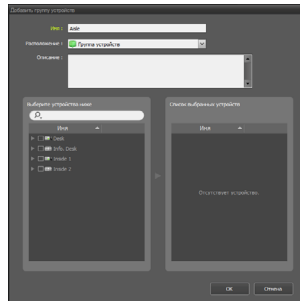 Добавить группу устройств
Имя :
Aisle
Расположение :
Группа устройств
Описание :
Выберите устройства ниже
Список выбранных устройств
Имя
Имя
Desk
Info. Desk
Inside 1
Inside 2
Отсутствует устройство.
OK
Отмена